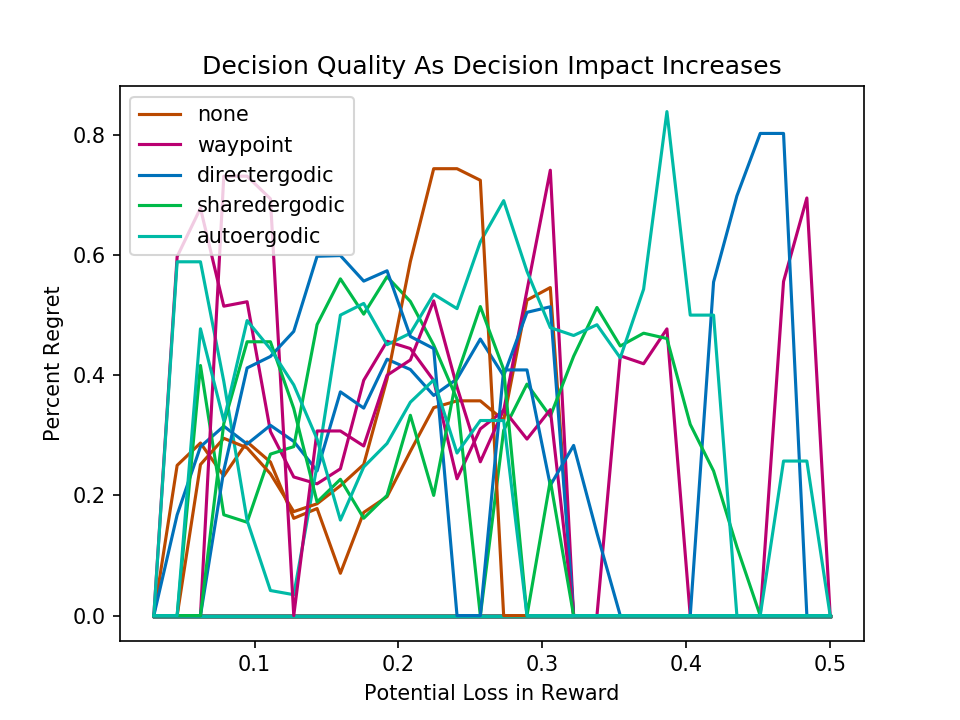 Decision Quality As Decision Impact Increases
none
waypoint
directergodic
sharedergodic
autoergodic
Percent Regret
0.8
0.6
0.4
0.2
0.0
0.1 0.2 0.3 0.4 0.5
Potential Loss in Reward